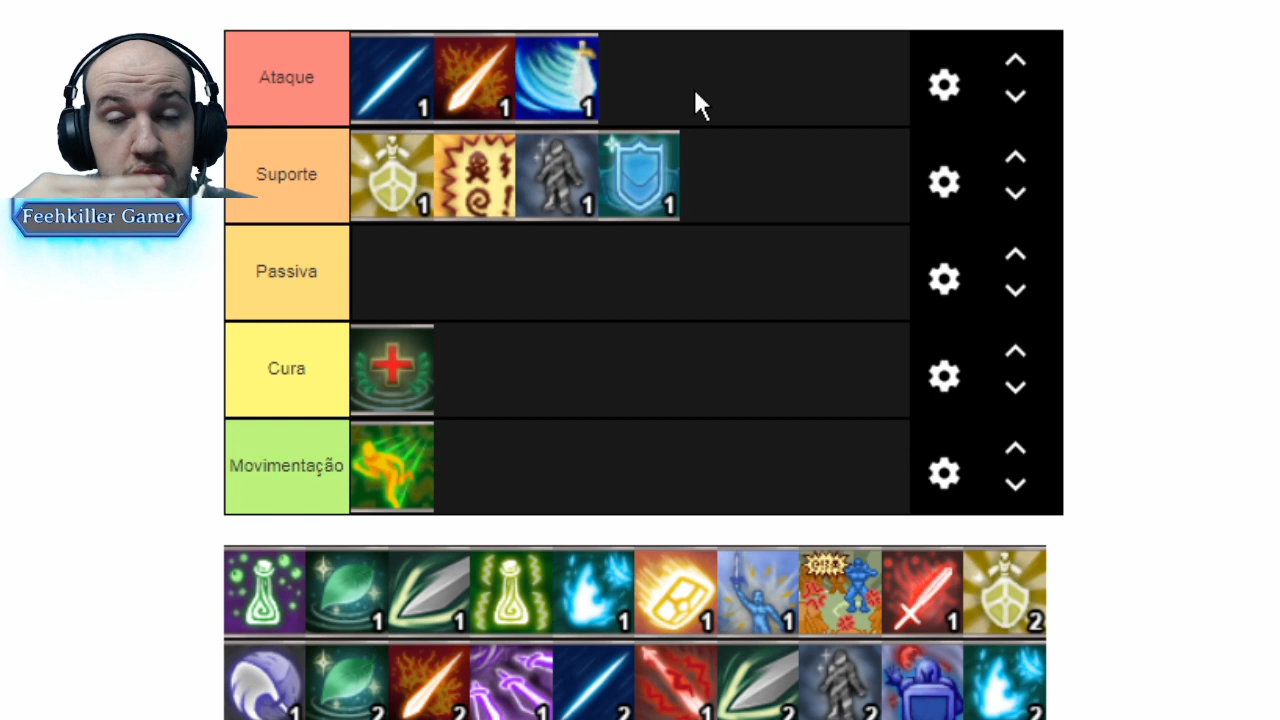 Ataque
1 1 1
Feehkiller Gamer
Suporte
1 1 1
Passiva
Cura
Movimentação
1 1 1 1 1 1 2
1 2 2 1 2 1 2 2 2